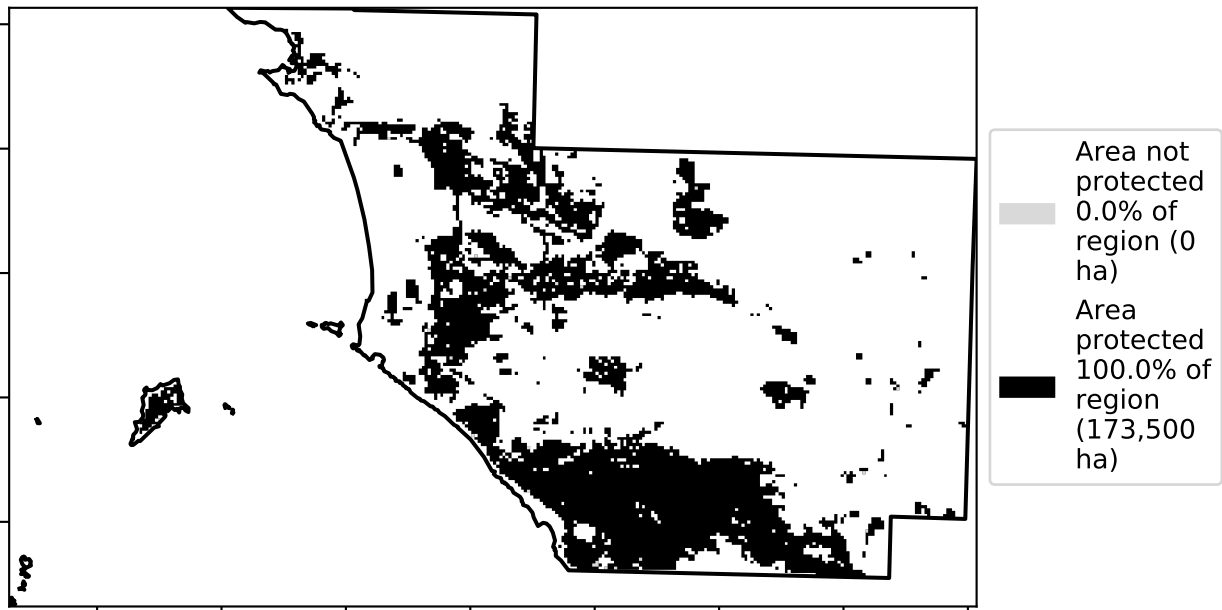 Area not
protected
0.0% of
region (0
ha)
Area
protected
100.0% of
region
(173,500
ha)